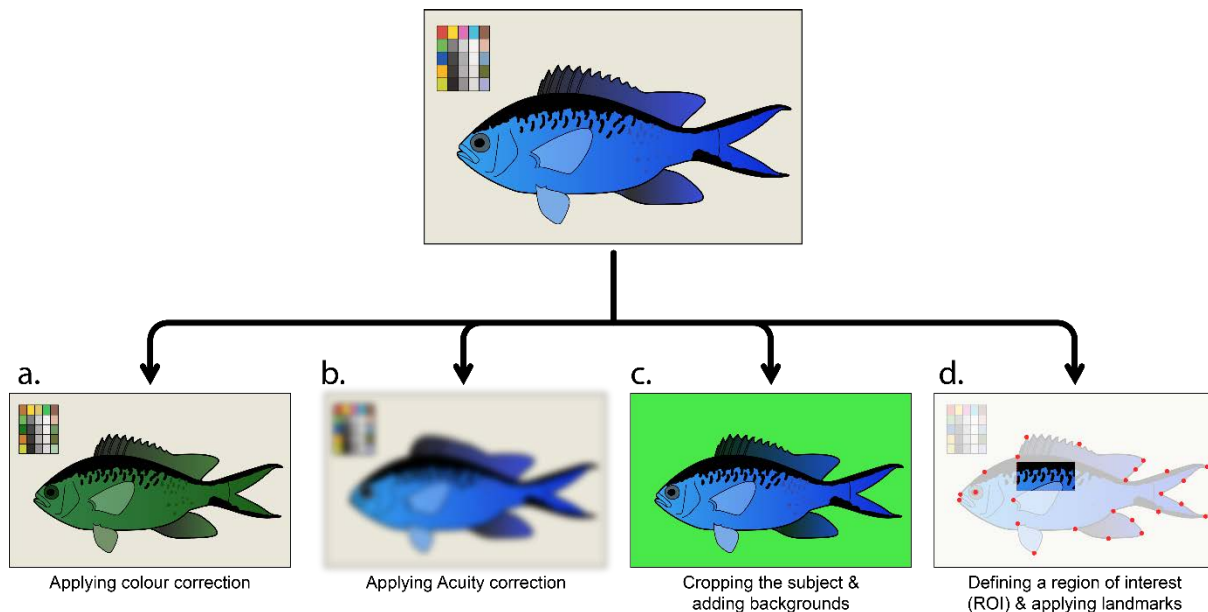 a.
b.
c.
d.
Applying colour correction
Applying Acuity correction
Cropping the subject &
adding backgrounds
Defining a region of interest
(ROI) & applying landmarks